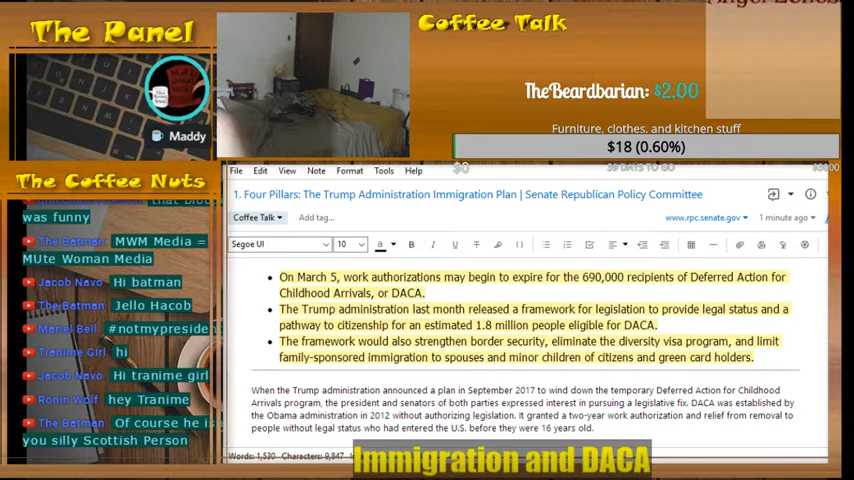 The Panel
Coffee Talk
TheBeardbarian: $2.00
Maddy
Furniture, clothes, and kitchen stuff
$18 (0.60%)
$0
The Coffee Nuts
was funny
The Batman: MWM Media =
MUte Woman Media
Jacob Navo: Hi batman
The Batman: Jello Hacob
Mariel Bell: #notmypresiden
Tranime Girl: hi
Jacob Navo: Hi tranime girl
Ronin Wolf: hey Tranime
The Batman: Of course he is
you silly Scottish Person
File Edit View Note Format Tools Help
1. Four Pillars: The Trump Administration Immigration Plan | Senate Republican Policy Committee
Coffee Talk Add tag... www.rpc.senate.gov 1 minute ago
Segoe UI 10 a B I U T
On March 5, work authorizations may begin to expire for the 690,000 recipients of Deferred Action for
Childhood Arrivals, or DACA.
The Trump administration last month released a framework for legislation to provide legal status and a
pathway to citizenship for an estimated 1.8 million people eligible for DACA.
The framework would also strengthen border security, eliminate the diversity visa program, and limit
family-sponsored immigration to spouses and minor children of citizens and green card holders.
When the Trump administration announced a plan in September 2017 to wind down the temporary Deferred Action for Childhood
Arrivals program, the president and senators of both parties expressed interest in pursuing a legislative fix. DACA was established by
the Obama administration in 2012 without authorizing legislation. It granted a two-year work authorization and relief from removal to
people without legal status who had entered the U.S. before they were 16 years old.
Words: 1,530 Characters: 9,847
Immigration and DACA